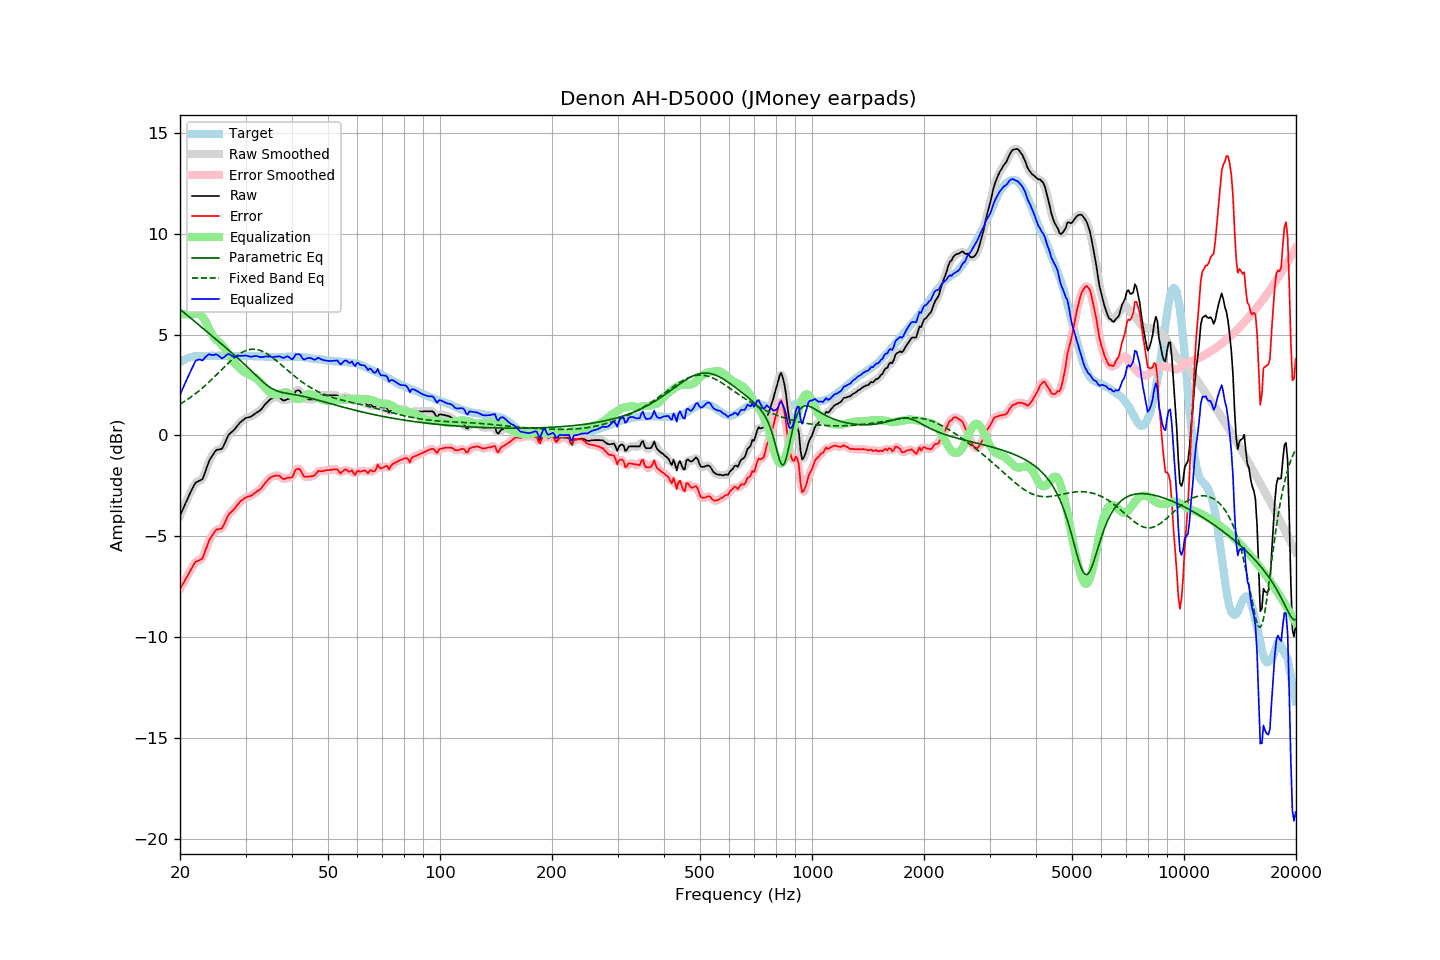 Denon AH-D5000 (JMoney earpads)
Target
Raw Smoothed
Error Smoothed
Raw
Error
Equalization
Parametric Eq
Fixed Band Eq
Equalized
15
10
5
0
−5
−10
−15
−20
Amplitude (dBr)
20 50 100 200 500 1000 2000 5000 10000 20000
Frequency (Hz)